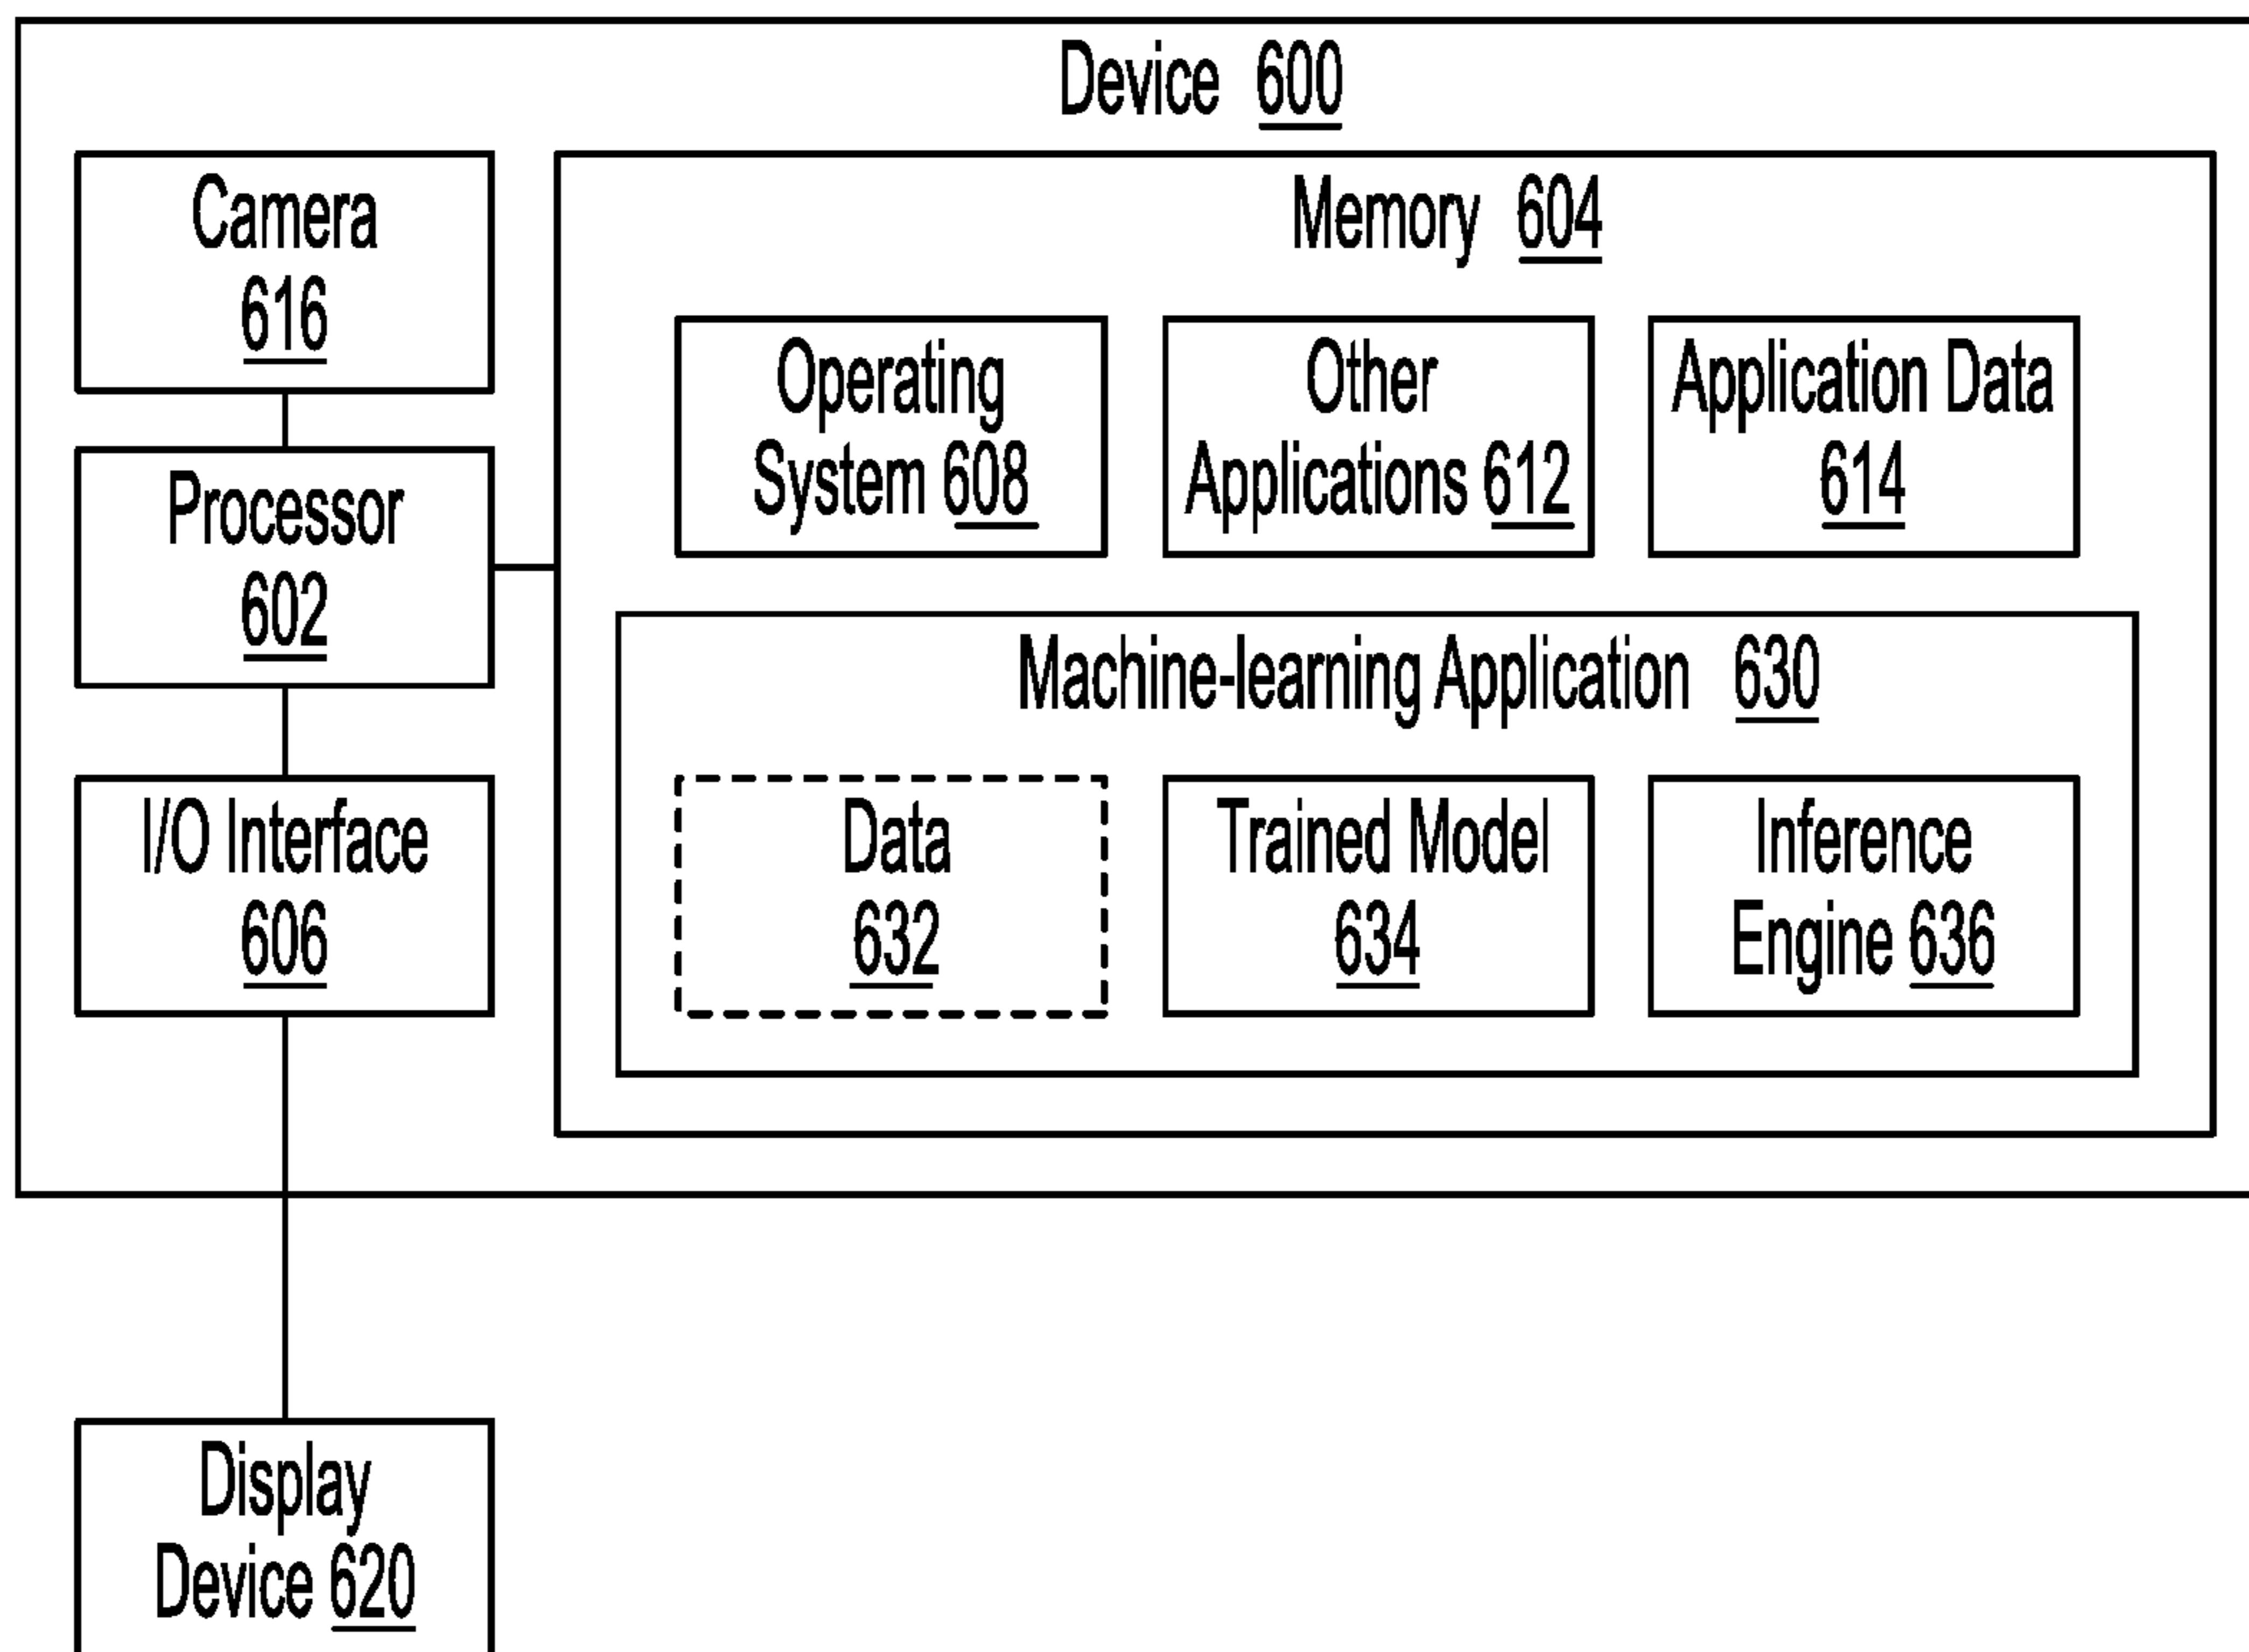 Device 600
Camera
616
Memory 604
Operating
System 608
Other
Applications 612
Application Data
614
Processor
602
Machine-learning Application 630
I/O Interface
606
Data
632
Trained Model
634
Inference
Engine 636
Display
Device 620